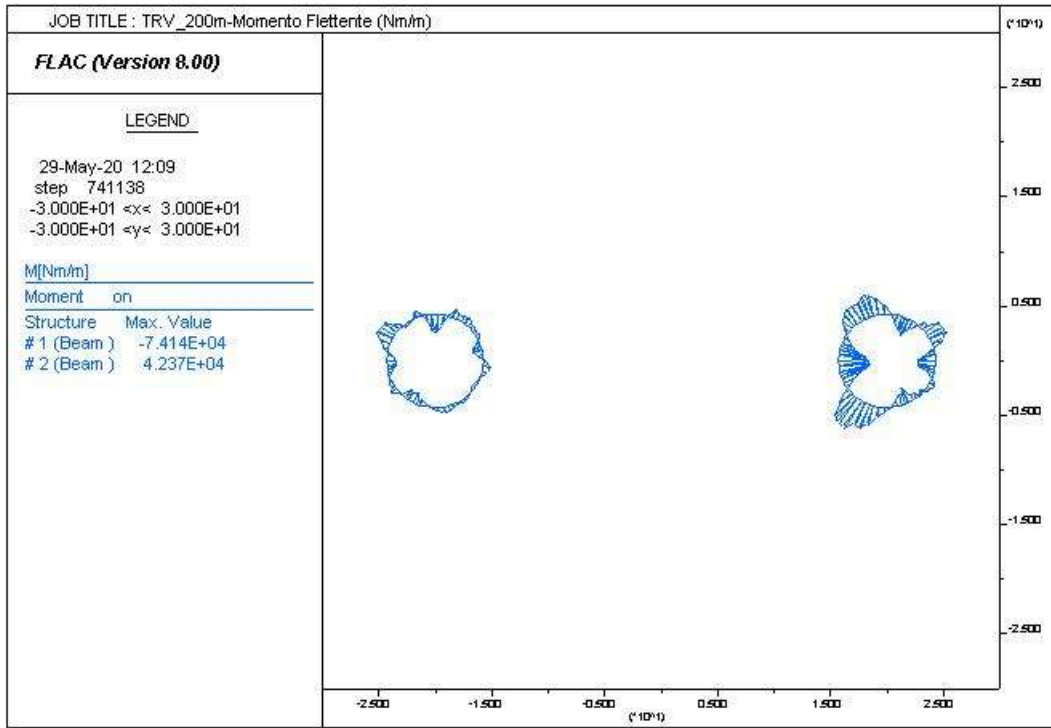 JOB TITLE : TRV_200m-Momento Flettente (Nm/m)
(*10^1)
FLAC (Version 8.00)
LEGEND
29-May-20 12:09
step 741138
-3.000E+01 <x< 3.000E+01
-3.000E+01 <y< 3.000E+01
M[Nm/m]
Moment on
Structure Max. Value
# 1 (Beam ) -7.414E+04
# 2 (Beam ) 4.237E+04
2.500
1.500
0.500
-0.500
-1.500
-2.500
-2.500 -1.500 -0.500 0.500 1.500 2.500
(*10^1)